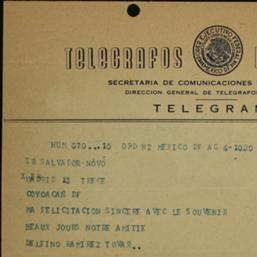 TELEGRAFOS
SECRETARIA DE COMUNICACIONES
DIRECCION GENERAL DE TELEGRAFO
TELEGRAM
NUM 070...10 ORD H2 MEXICO DF AG 4-1020
SR SALVADOR NOVO
MADRID 13 TRECE
COYOACAN DF
MA FELICITACION SINCERE AVEC LE SOUVENIR
BEAUX JOURS NOTRE AMITIE
DELFINO RAMIREZ TOVAR..